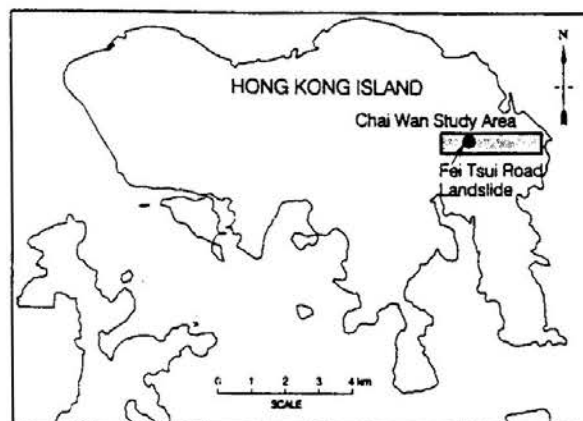 N
HONG KONG ISLAND
Chai Wan Study Area
Fei Tsui Road
Landslide
0 1 2 3 4 km
SCALE